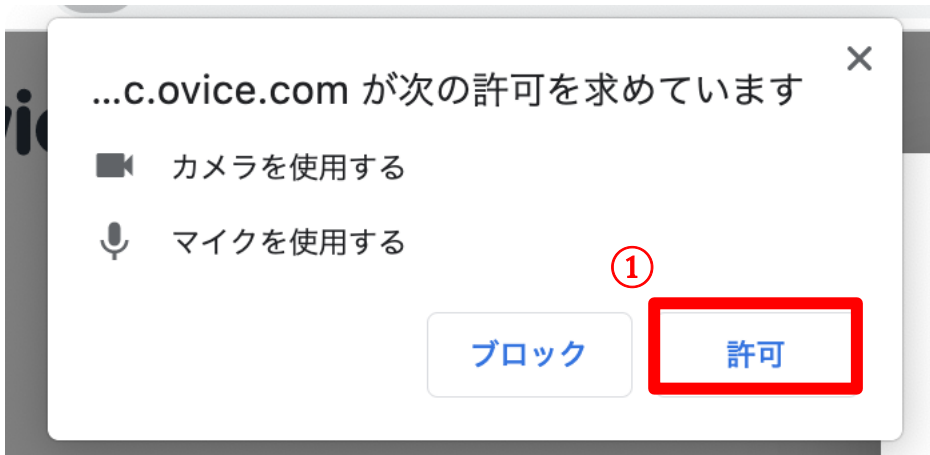 ...c.ovice.com が次の許可を求めています
カメラを使用する
マイクを使用する
①
ブロック
許可